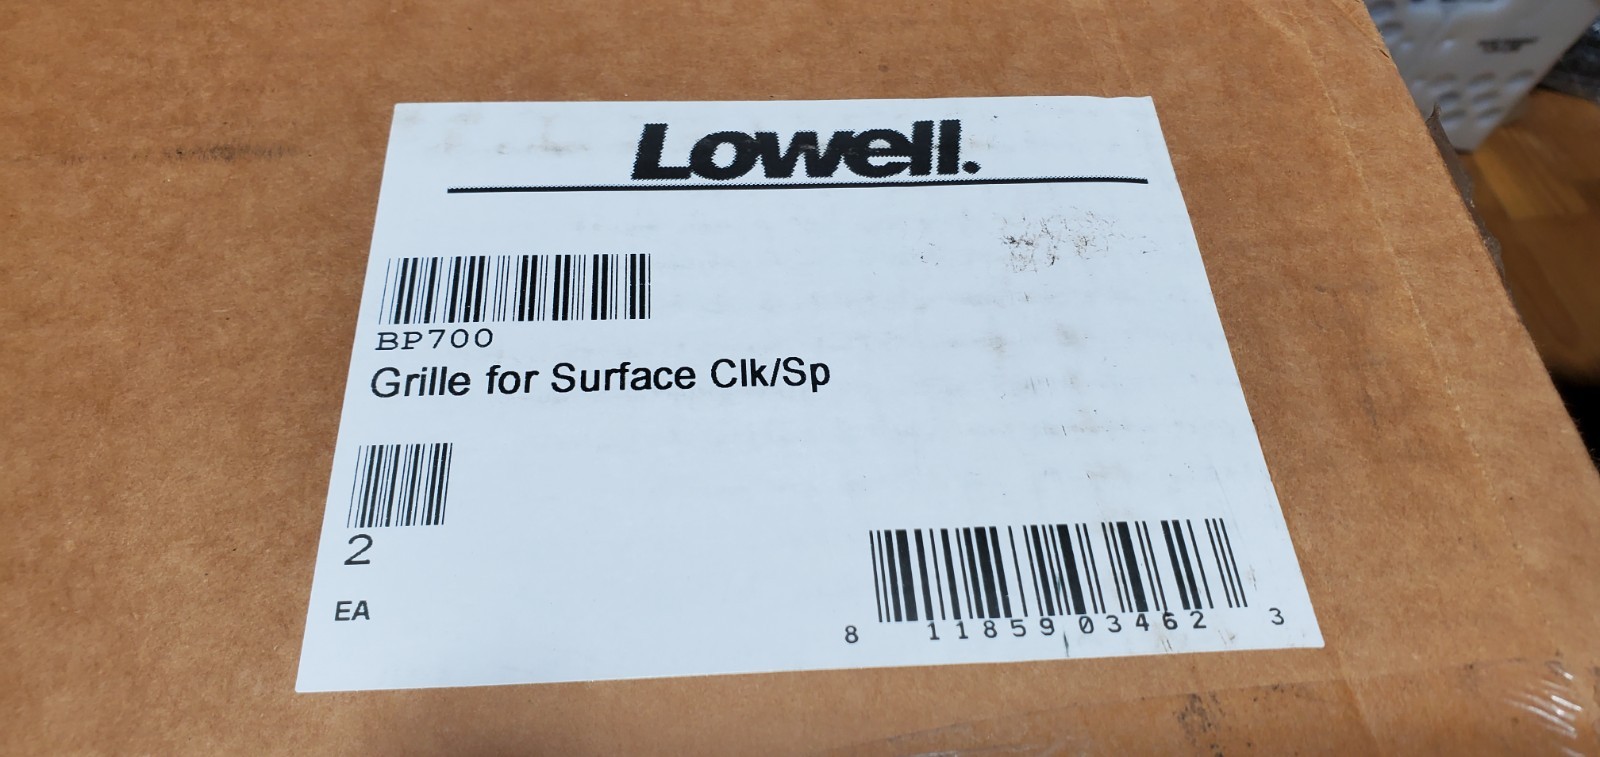 Lowell.
BP700
Grille for Surface Clk/Sp
2
EA
8 11859 03462 3